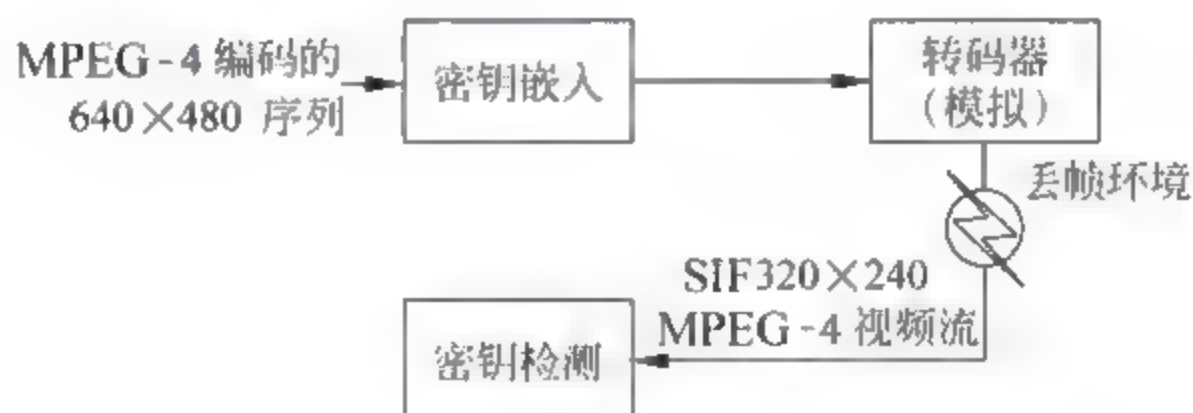 MPEG-4 编码的
640×480 序列
密钥嵌入
转码器
(模拟)
丢帧环境
SIF320×240
MPEG-4 视频流
密钥检测